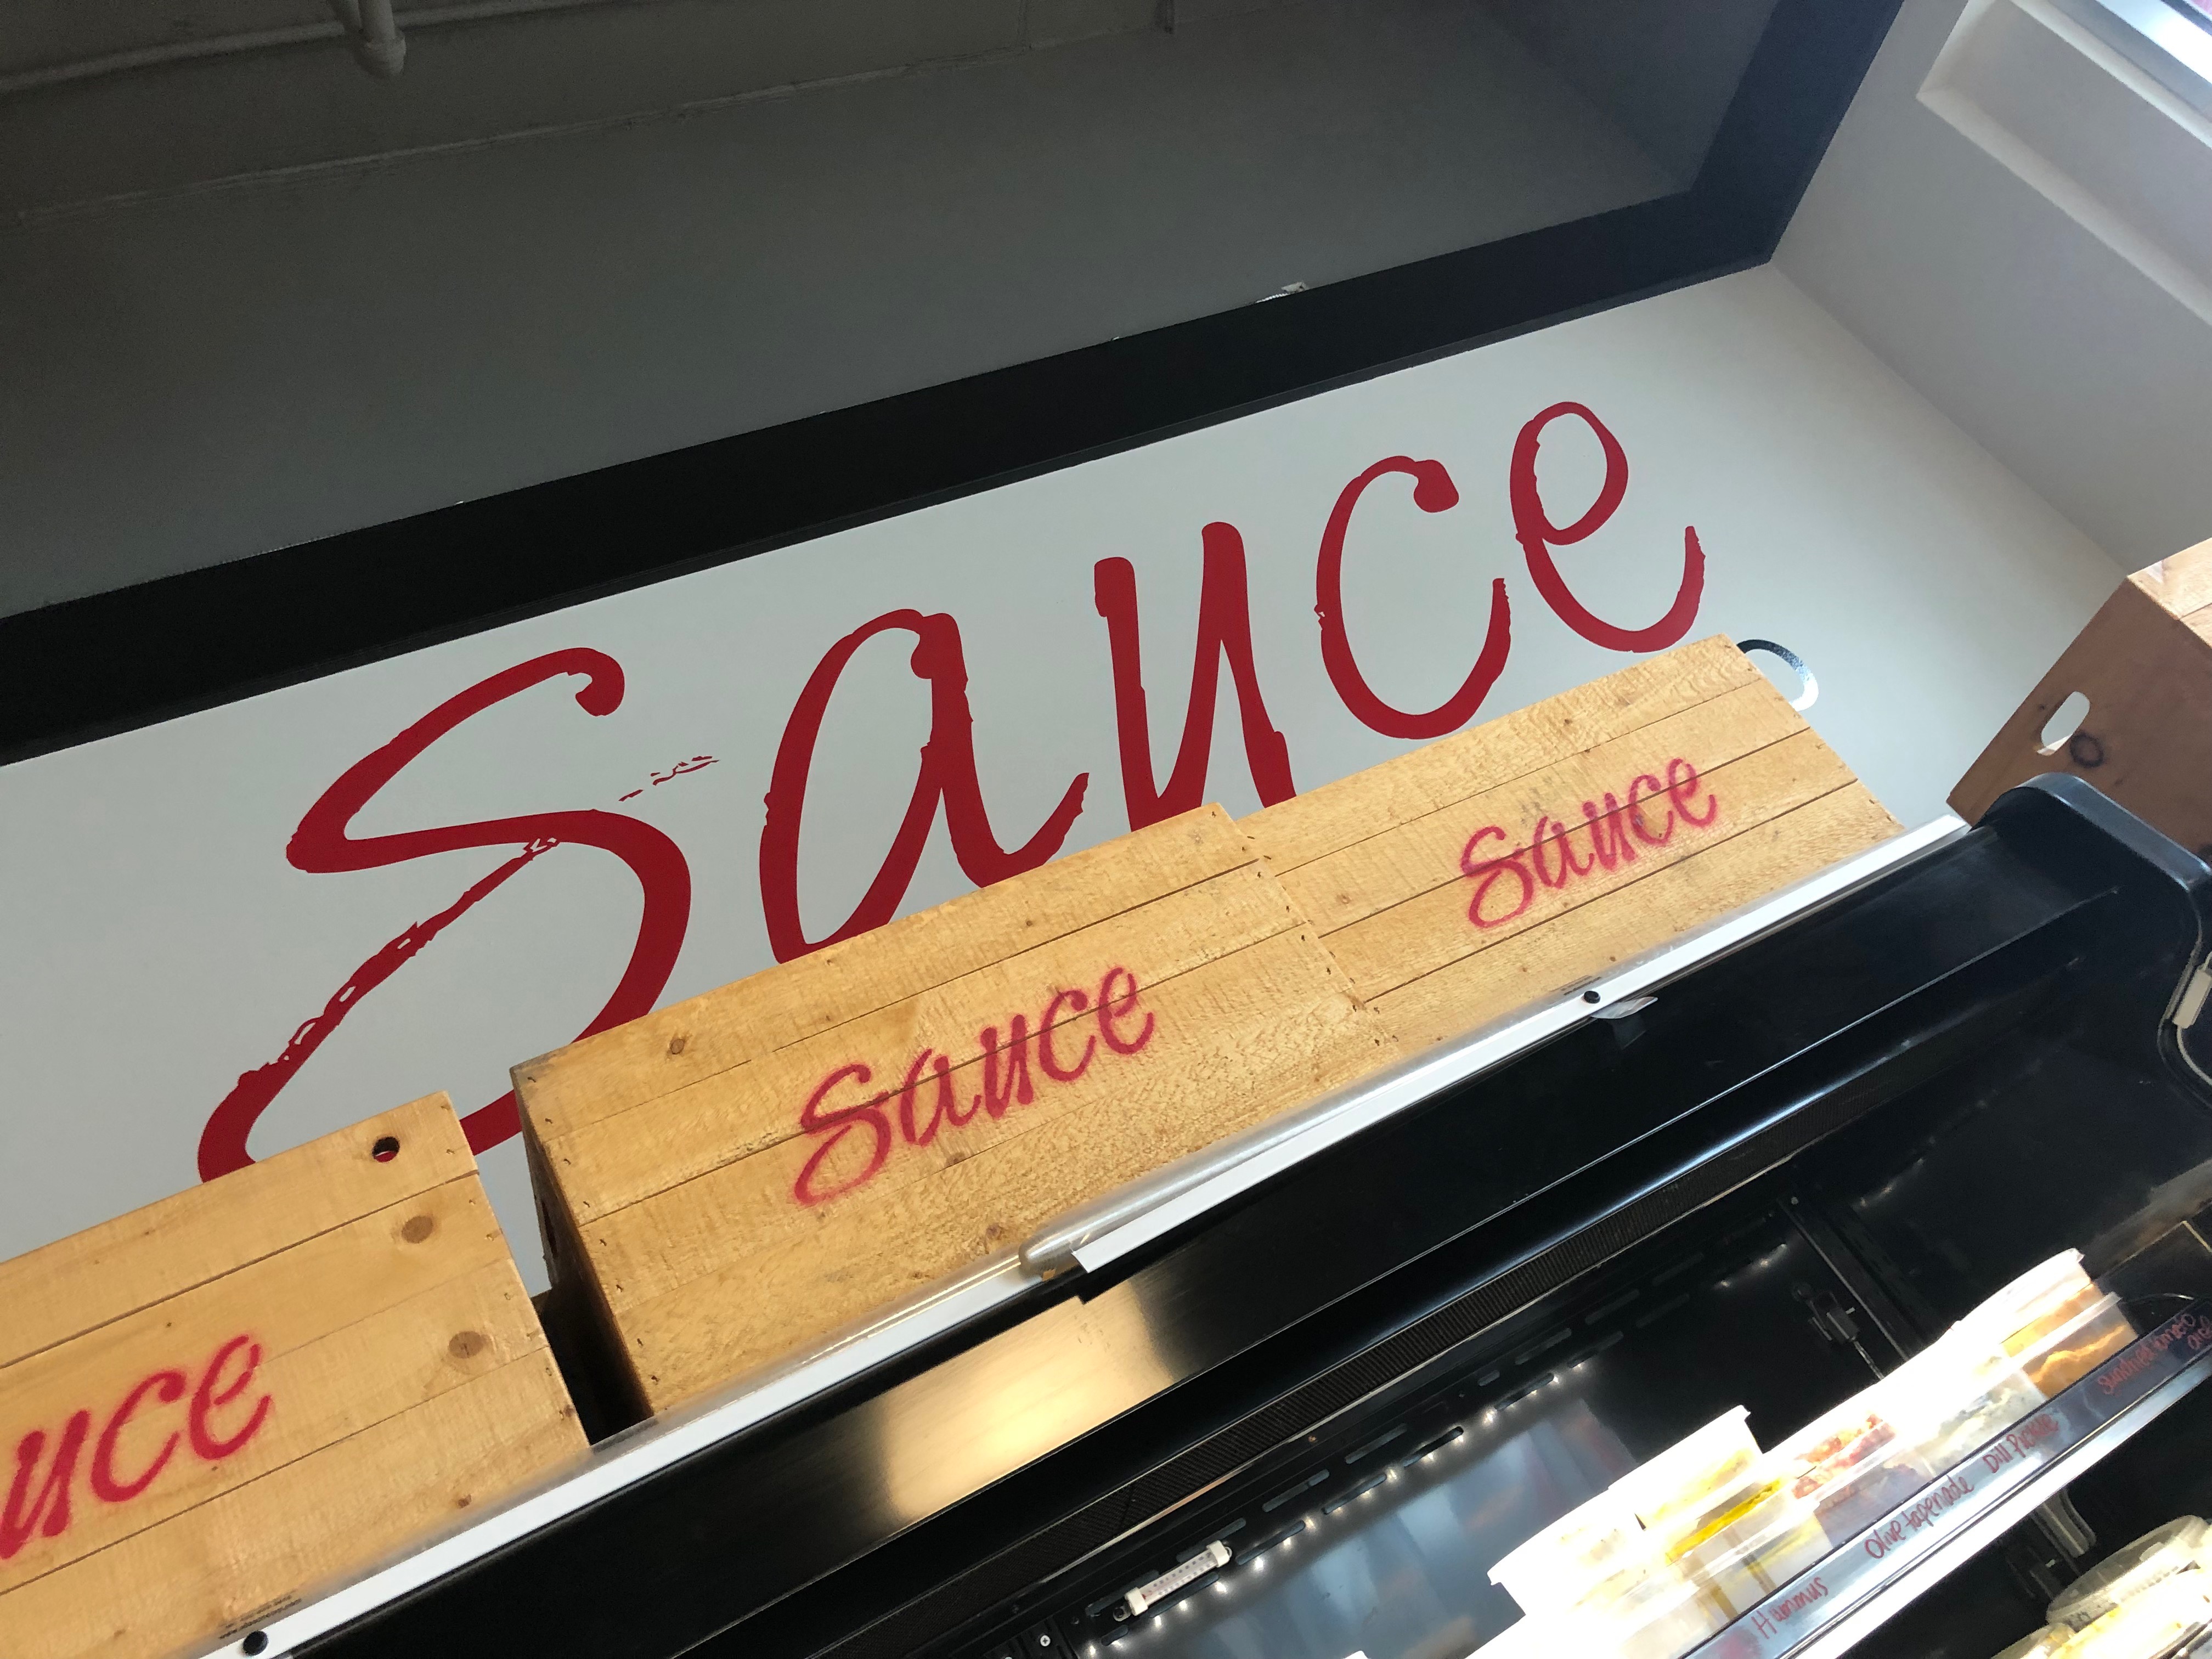 Sauce
Sauce
Sauce
uce
Hummus
Olive tapenade
Dill Pickle